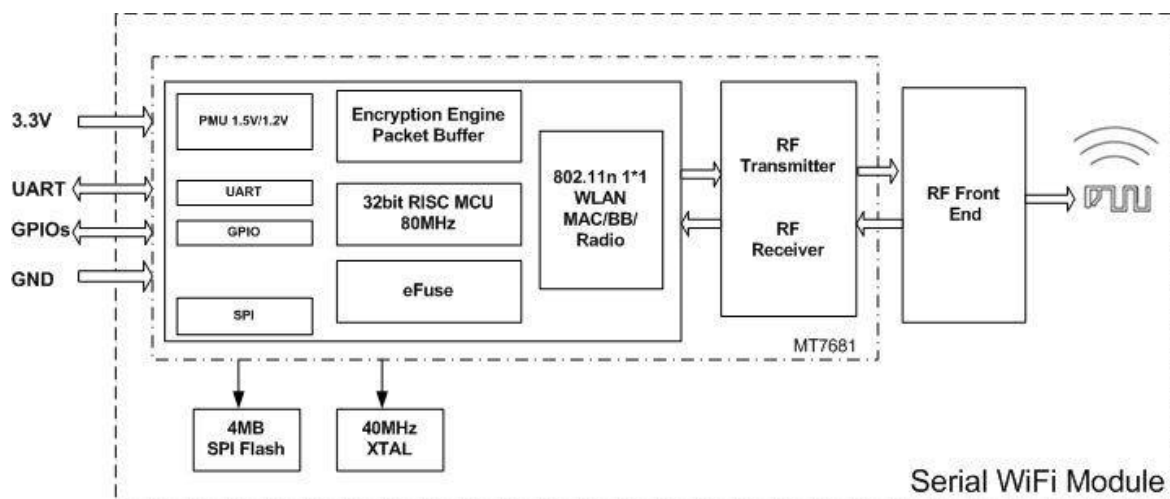 3.3V
UART
GPIOs
GND
PMU 1.5V/1.2V
UART
GPIO
SPI
Encryption Engine
Packet Buffer
32bit RISC MCU
80MHz
eFuse
802.11n 1*1
WLAN
MAC/BB/
Radio
RF
Transmitter
RF
Receiver
MT7681
RF Front
End
4MB
SPI Flash
40MHz
XTAL
Serial WiFi Module